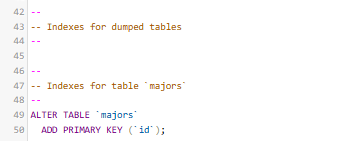 42 --
43 -- Indexes for dumped tables
44 --
45
46 --
47 -- Indexes for table `majors`
48 --
49 ALTER TABLE `majors`
50   ADD PRIMARY KEY (`id`);